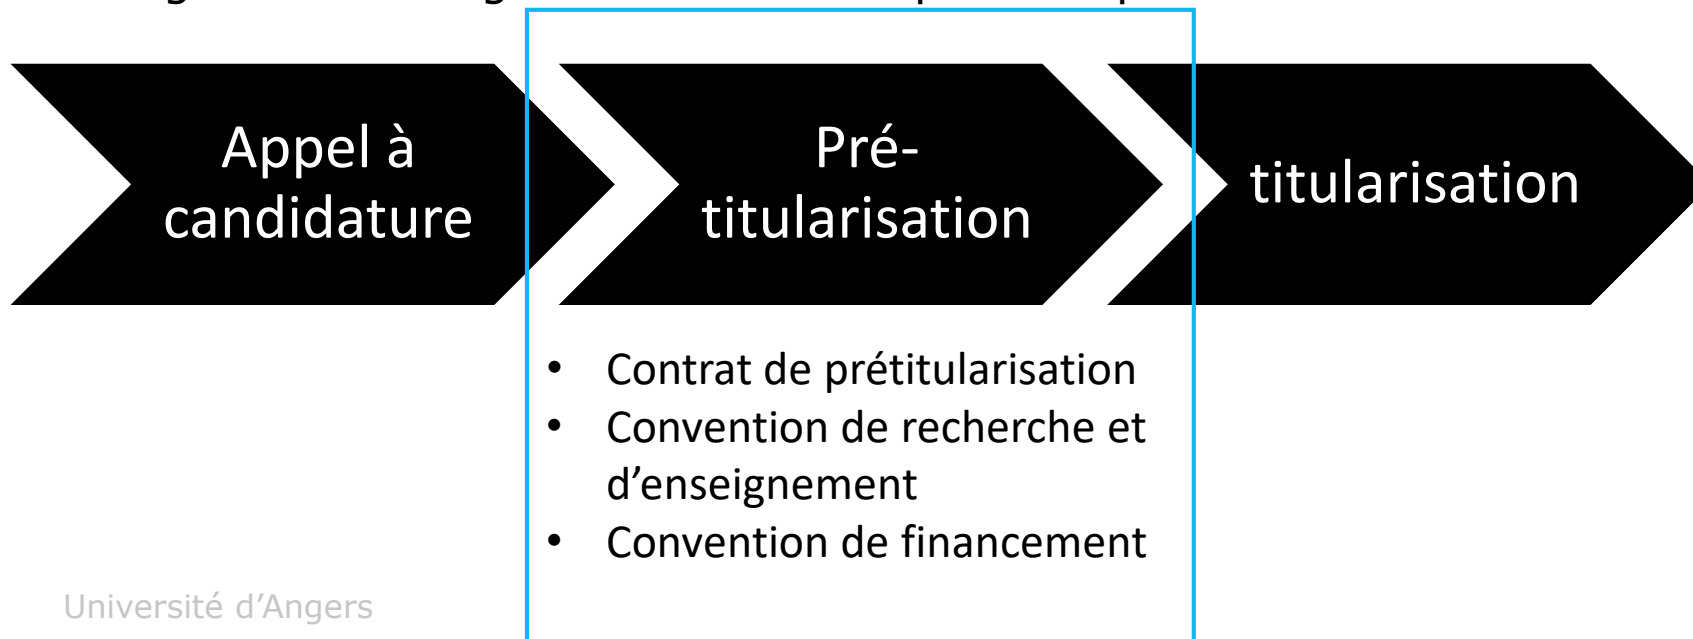 Appel à
candidature
Pré-
titularisation
titularisation
• Contrat de prétitularisation
• Convention de recherche et
d’enseignement
• Convention de financement
Université d’Angers